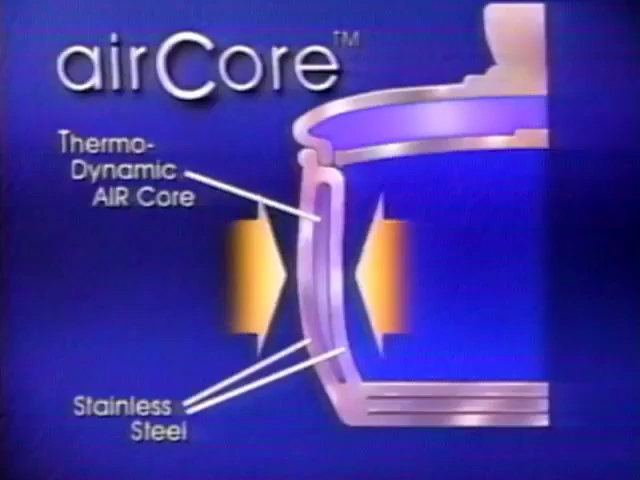 airCore™
Thermo-
Dynamic
AIR Core
Stainless
Steel